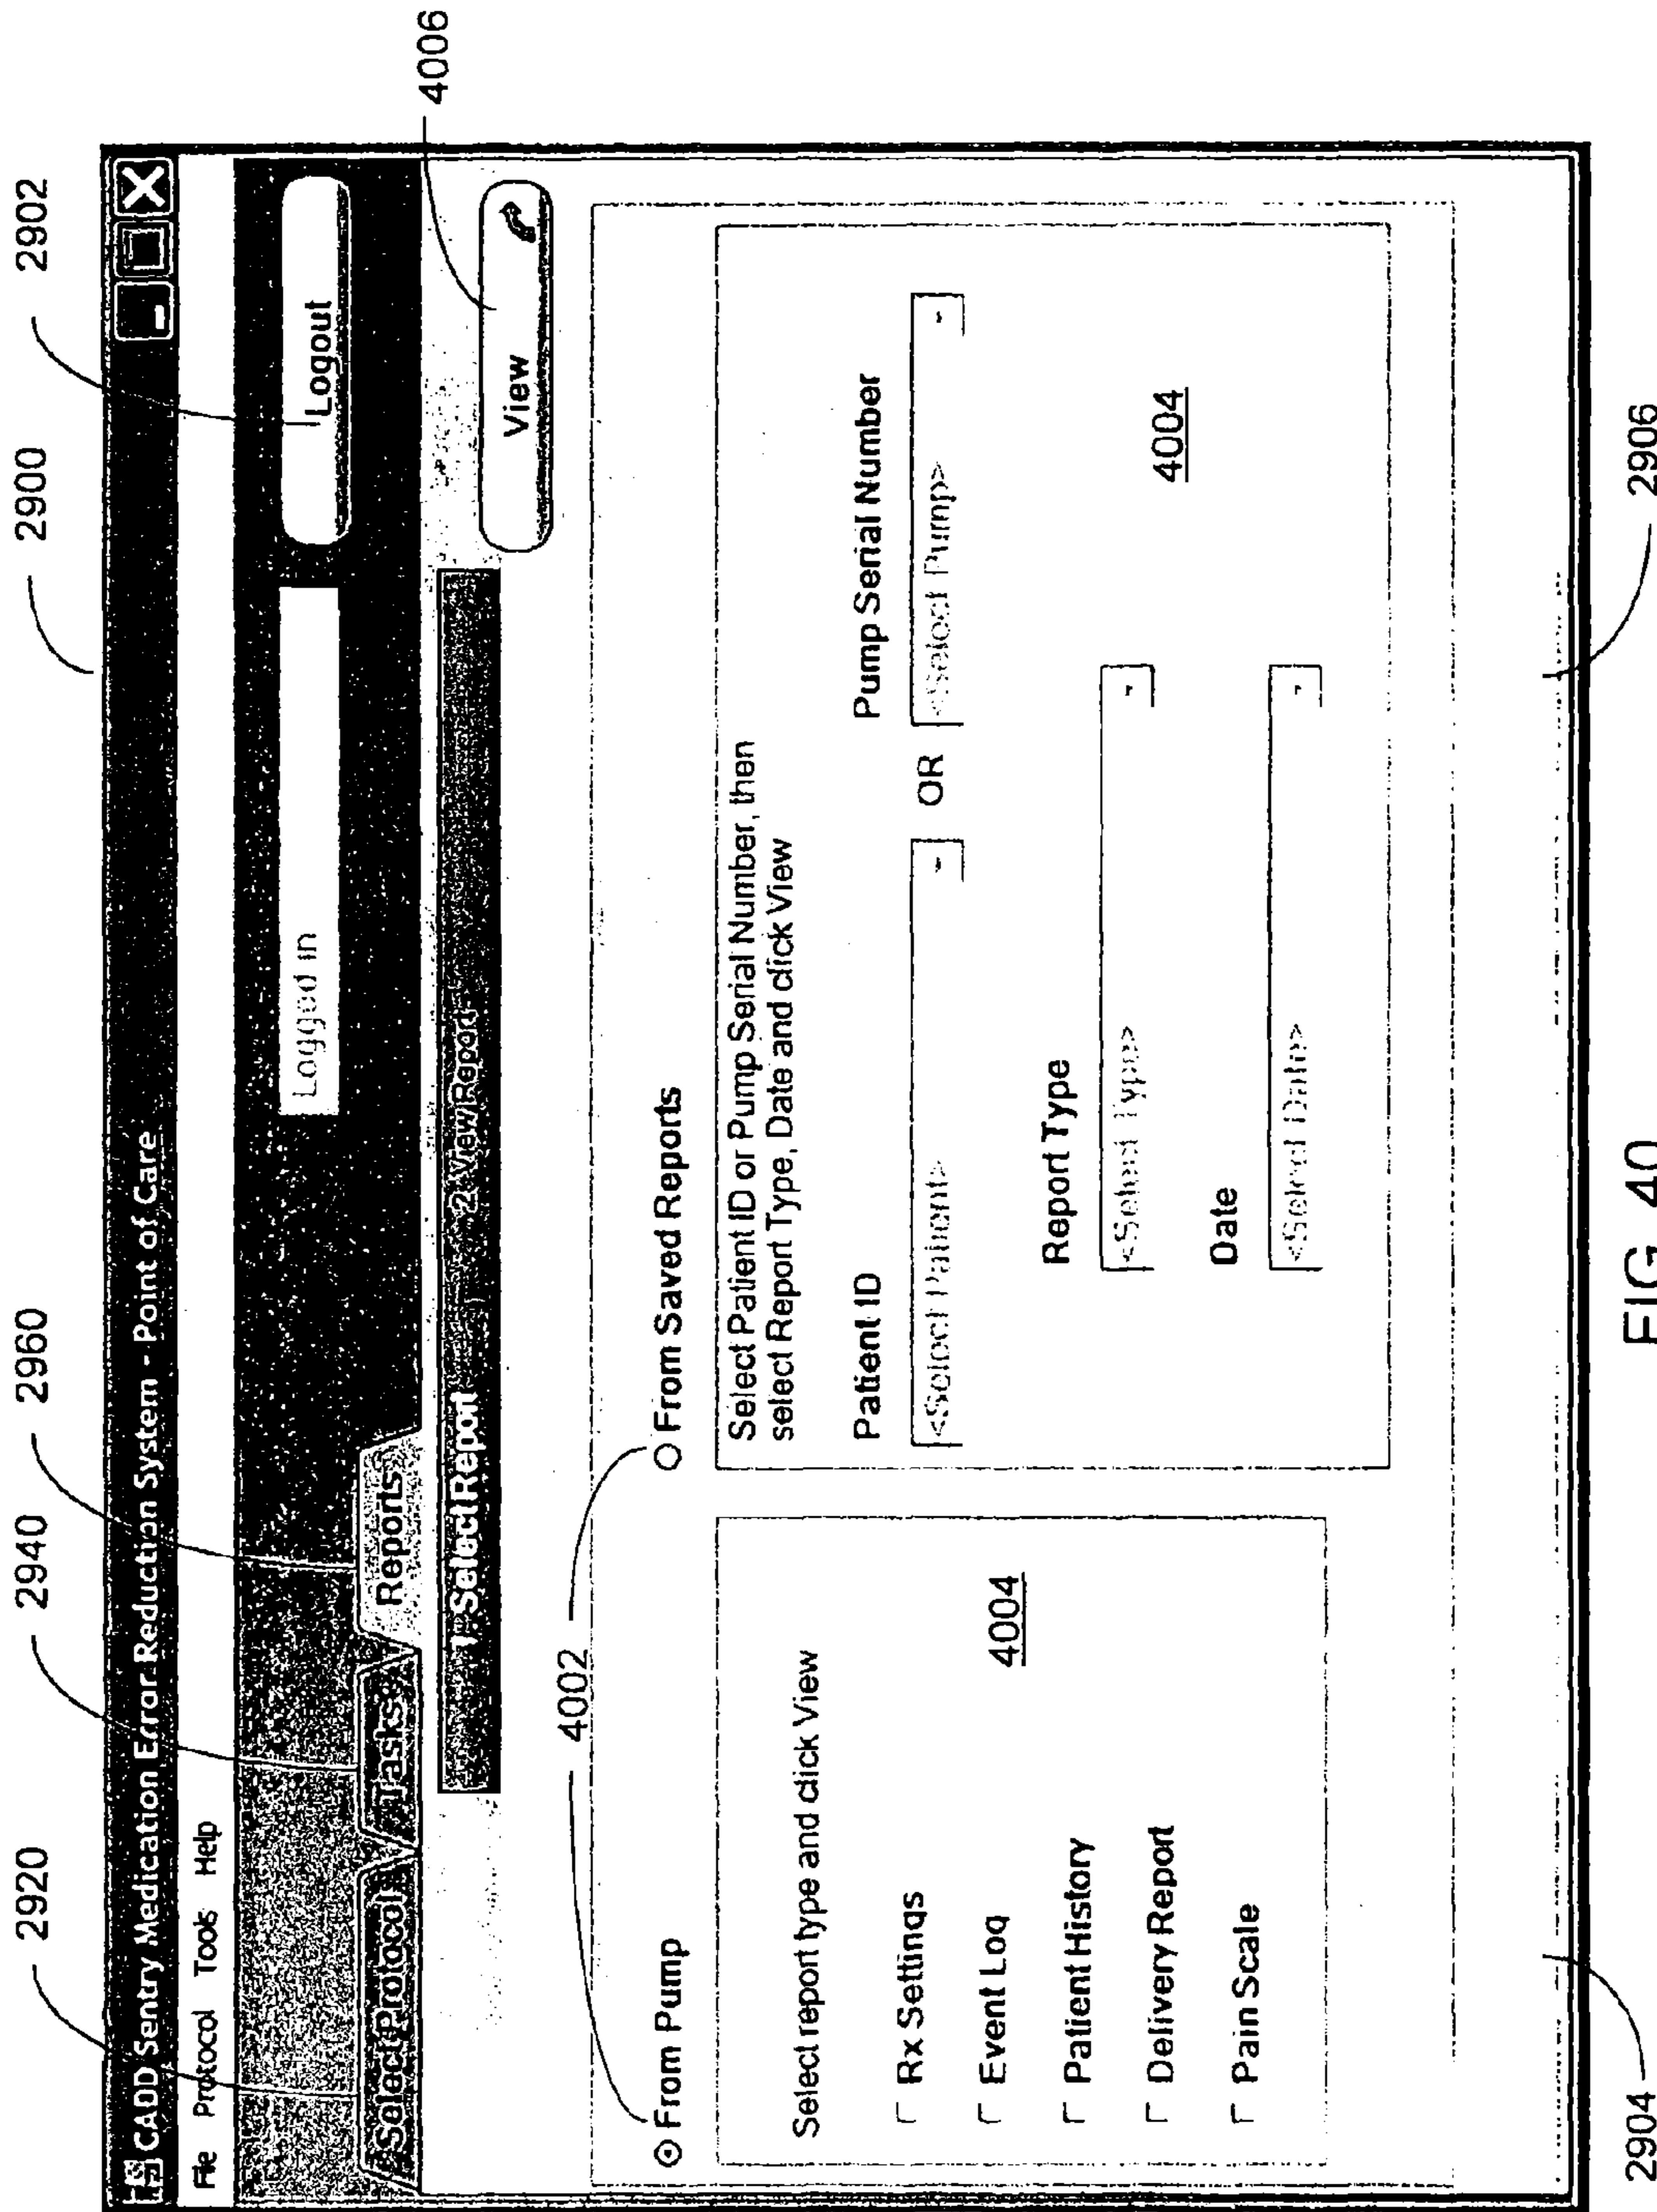 2900
2902
2920
2940
2960
CADD Sentry Medication Error Reduction System - Point of Care
File Protocol Tools Help
Logged in
Logout
Select Protocol
Tasks
Reports
1. Select Report
2. View Report
View
4006
4002
From Pump
From Saved Reports
Select report type and click View
Rx Settings
Event Log
Patient History
Delivery Report
Pain Scale
4004
Select Patient ID or Pump Serial Number, then
select Report Type, Date and click View
Patient ID
Pump Serial Number
<Select Patient>
OR
<Select Pump>
Report Type
<Select Type>
4004
Date
<Select Date>
2904
2906
FIG. 40